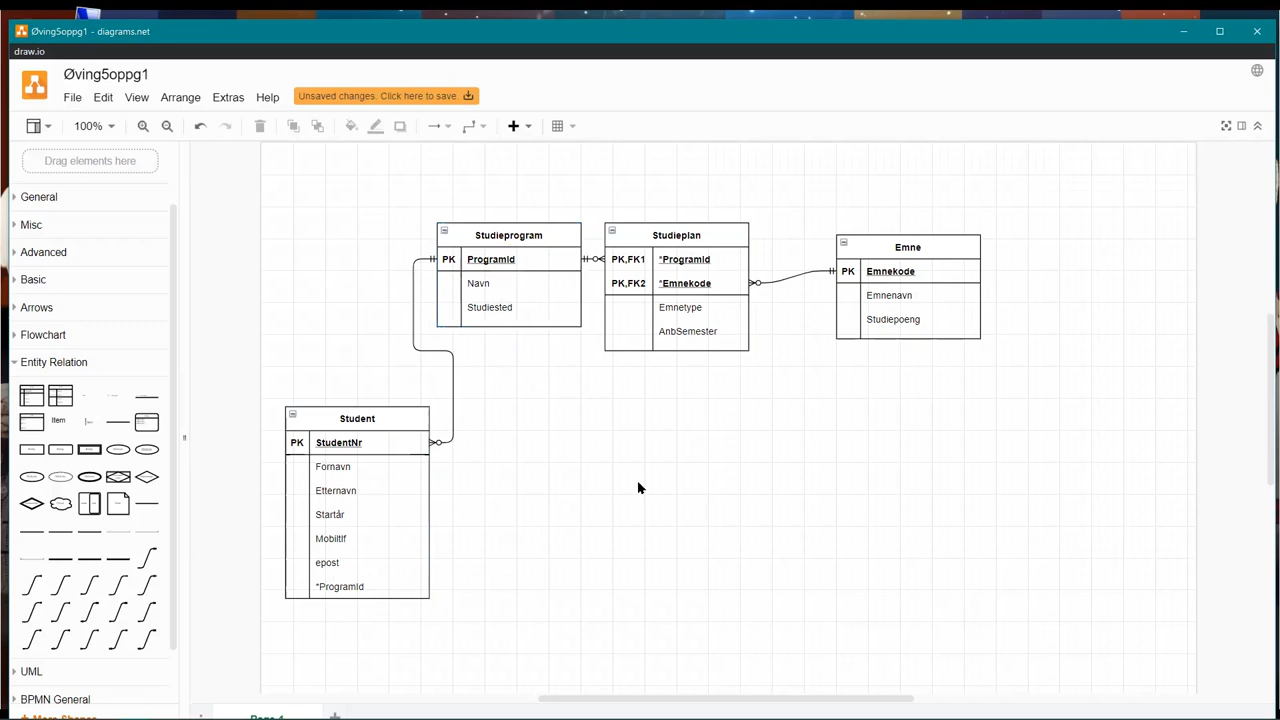 Øving5oppg1 - diagrams.net
draw.io
Øving5oppg1
File Edit View Arrange Extras Help Unsaved changes. Click here to save.
100%
Drag elements here
General
Misc
Advanced
Basic
Arrows
Flowchart
Entity Relation
Item
UML
BPMN General
Studieprogram
PK ProgramId
Navn
Studiested
Studieplan
PK,FK1 *ProgramId
PK,FK2 *Emnekode
Emnetype
AnbSemester
Emne
PK Emnekode
Emnenavn
Studiepoeng
Student
PK StudentNr
Fornavn
Etternavn
Startår
Mobiltlf
epost
*ProgramId